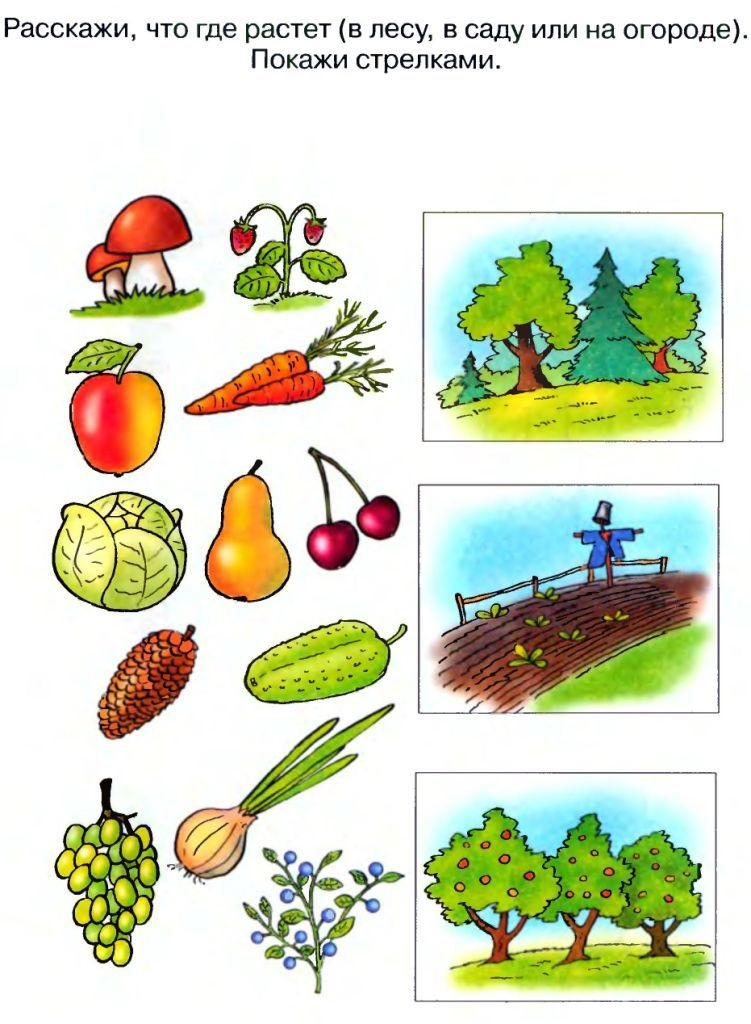 Расскажи, что где растет (в лесу, в саду или на огороде).
Покажи стрелками.